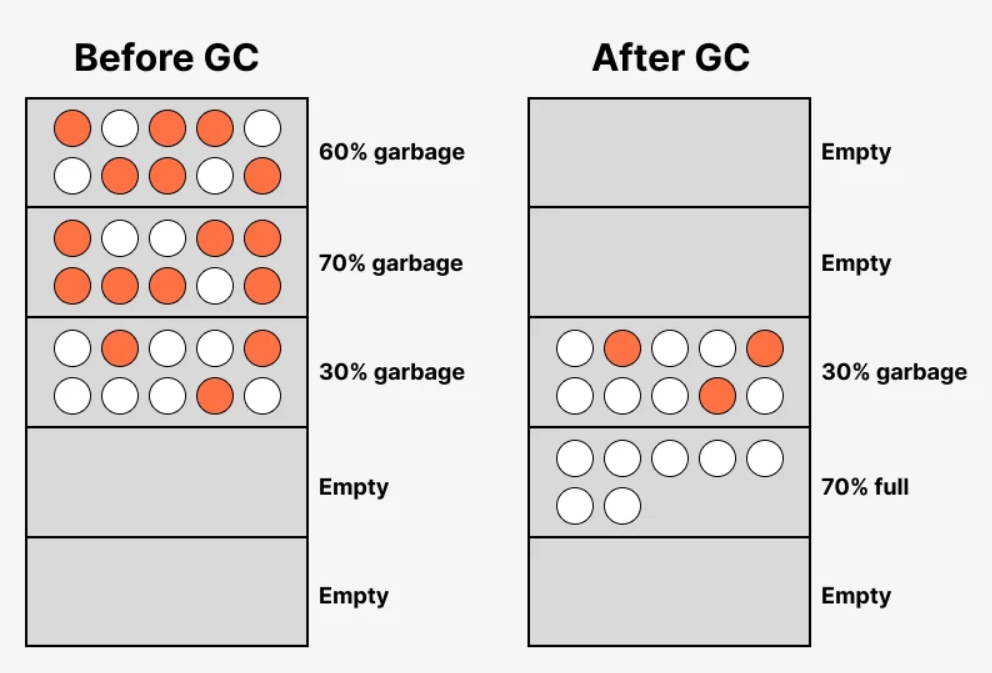 Before GC
60% garbage
70% garbage
30% garbage
Empty
Empty
After GC
Empty
Empty
30% garbage
70% full
Empty